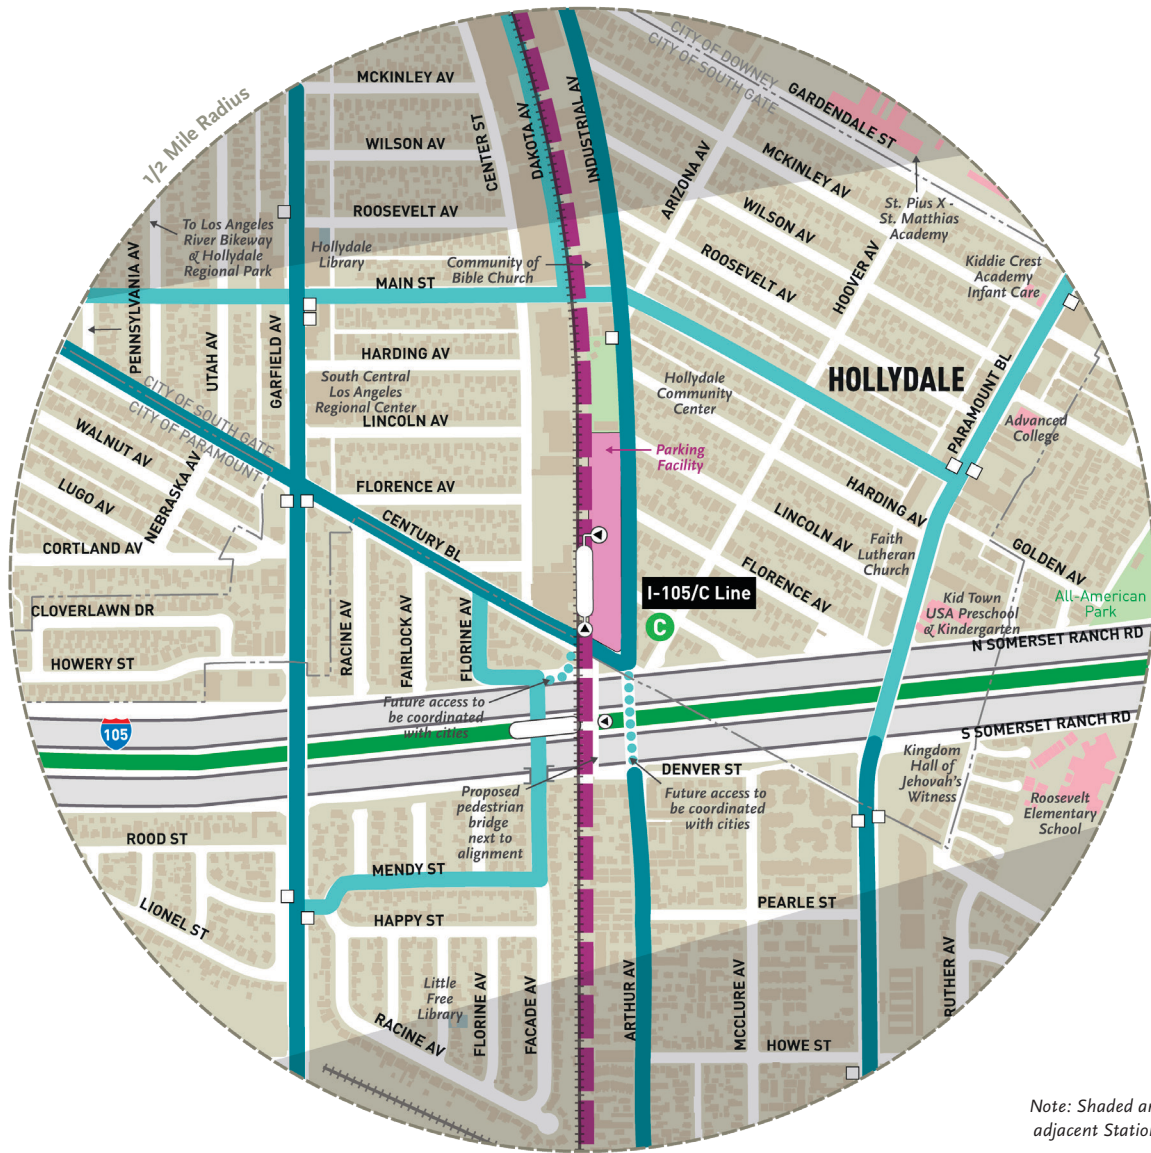 1/2 Mile Radius
CITY OF DOWNEY
CITY OF SOUTH GATE
GARDENDALE ST
MCKINLEY AV
WILSON AV
ROOSEVELT AV
CENTER ST
DAKOTA AV
INDUSTRIAL AV
ARIZONA AV
MCKINLEY AV
WILSON AV
ROOSEVELT AV
HOOVER AV
St. Pius X -
St. Matthias
Academy
Kiddie Crest
Academy
Infant Care
To Los Angeles
River Bikeway
& Hollydale
Regional Park
Hollydale
Library
Community of
Bible Church
MAIN ST
PENNSYLVANIA AV
UTAH AV
GARFIELD AV
HARDING AV
South Central
Los Angeles
Regional Center
LINCOLN AV
Hollydale
Community
Center
HOLLYDALE
PARAMOUNT BL
Advanced
College
CITY OF SOUTH GATE
CITY OF PARAMOUNT
WALNUT AV
LUGO AV
NEBRASKA AV
CORTLAND AV
FLORENCE AV
CENTURY BL
Parking
Facility
HARDING AV
LINCOLN AV
FLORENCE AV
GOLDEN AV
Faith
Lutheran
Church
Kid Town
USA Preschool
& Kindergarten
All-American
Park
CLOVERLAWN DR
HOWERY ST
RACINE AV
FAIRLOCK AV
FLORINE AV
I-105/C Line
C
N SOMERSET RANCH RD
S SOMERSET RANCH RD
Future access to
be coordinated
with cities
105
DENVER ST
Future access to
be coordinated
with cities
Proposed
pedestrian
bridge
next to
alignment
Kingdom
Hall of
Jehovah's
Witness
Roosevelt
Elementary
School
ROOD ST
LIONEL ST
MENDY ST
HAPPY ST
PEARLE ST
Little
Free
Library
RACINE AV
FLORINE AV
FACADE AV
ARTHUR AV
MCCLURE AV
HOWE ST
RUTHER AV
Note: Shaded ar
adjacent Station